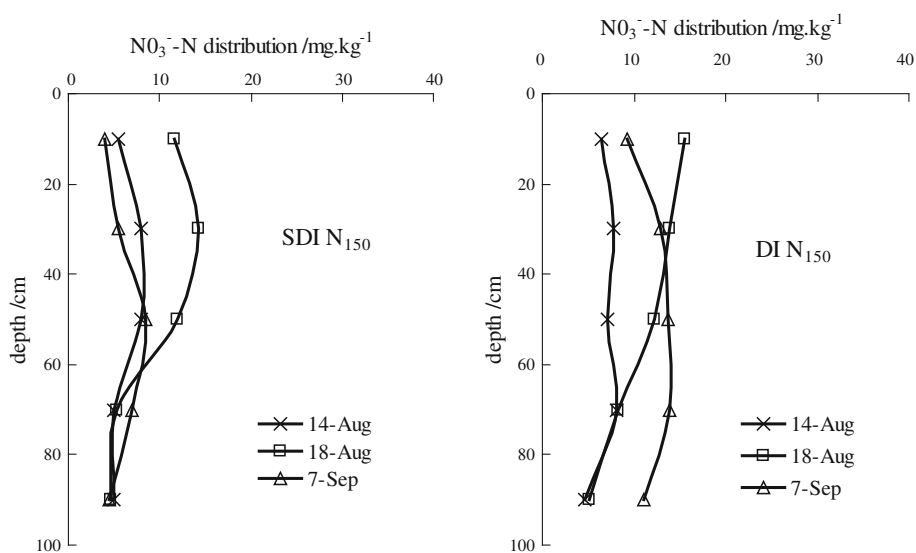 N0₃⁻-N distribution /mg.kg⁻¹
0 10 20 30 40
0
20
40
60
80
100
depth /cm
SDI N₁₅₀
14-Aug
18-Aug
7-Sep
N0₃⁻-N distribution /mg.kg⁻¹
0 10 20 30 40
0
20
40
60
80
100
depth /cm
DI N₁₅₀
14-Aug
18-Aug
7-Sep